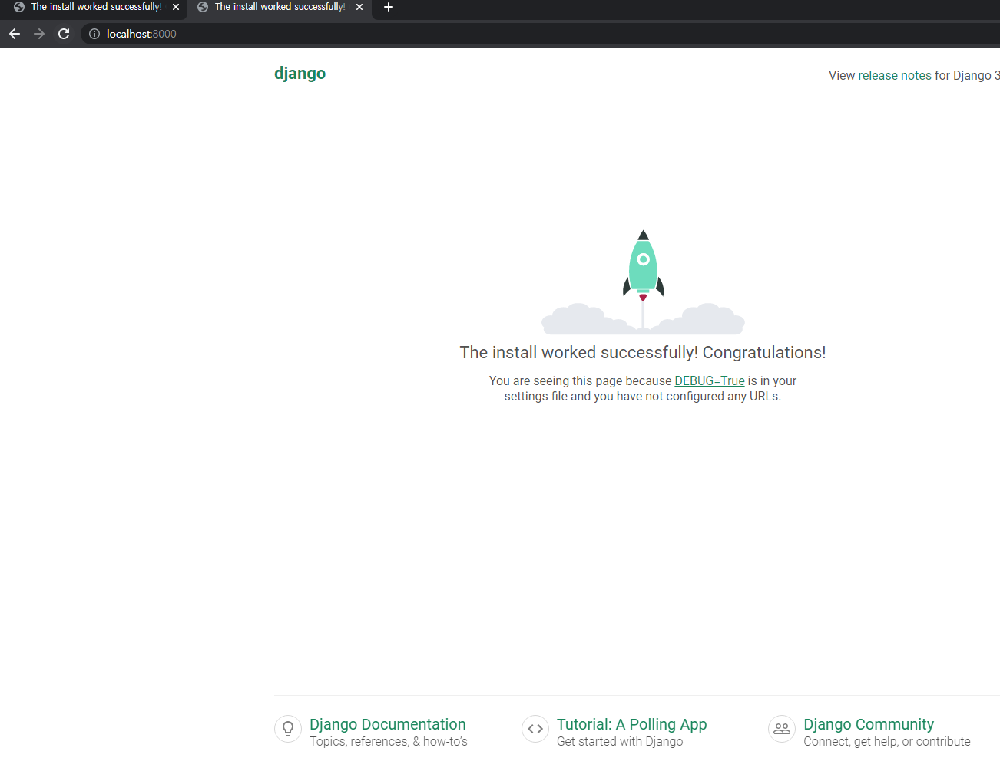 The install worked successfully!
The install worked successfully!
localhost:8000
django
View release notes for Django 3
The install worked successfully! Congratulations!
You are seeing this page because DEBUG=True is in your
settings file and you have not configured any URLs.
Django Documentation
Topics, references, & how-to’s
Tutorial: A Polling App
Get started with Django
Django Community
Connect, get help, or contribute